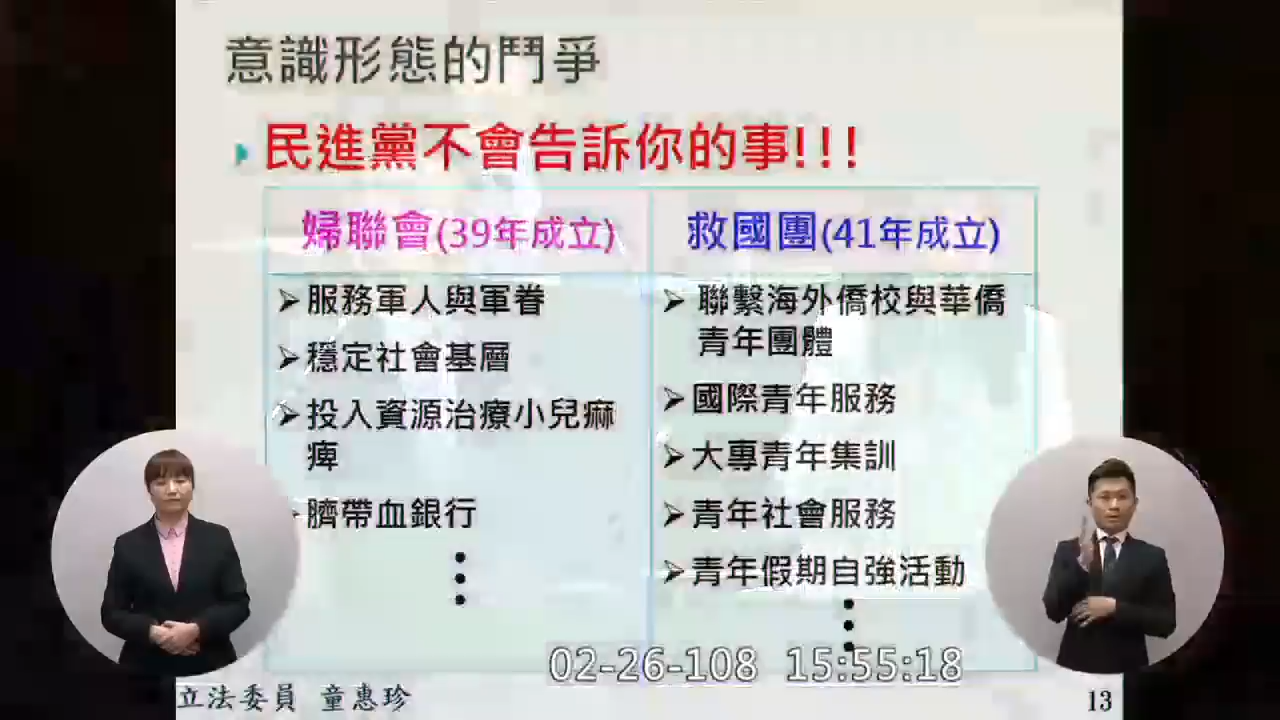 意識形態的鬥爭
民進黨不會告訴你的事!!!
婦聯會(39年成立)
服務軍人與軍眷
穩定社會基層
投入資源治療小兒痲
痺
臍帶血銀行
救國團(41年成立)
聯繫海外僑校與華僑
青年團體
國際青年服務
大專青年集訓
青年社會服務
青年假期自強活動
02-26-108 15:55:18
立法委員 童惠珍
13